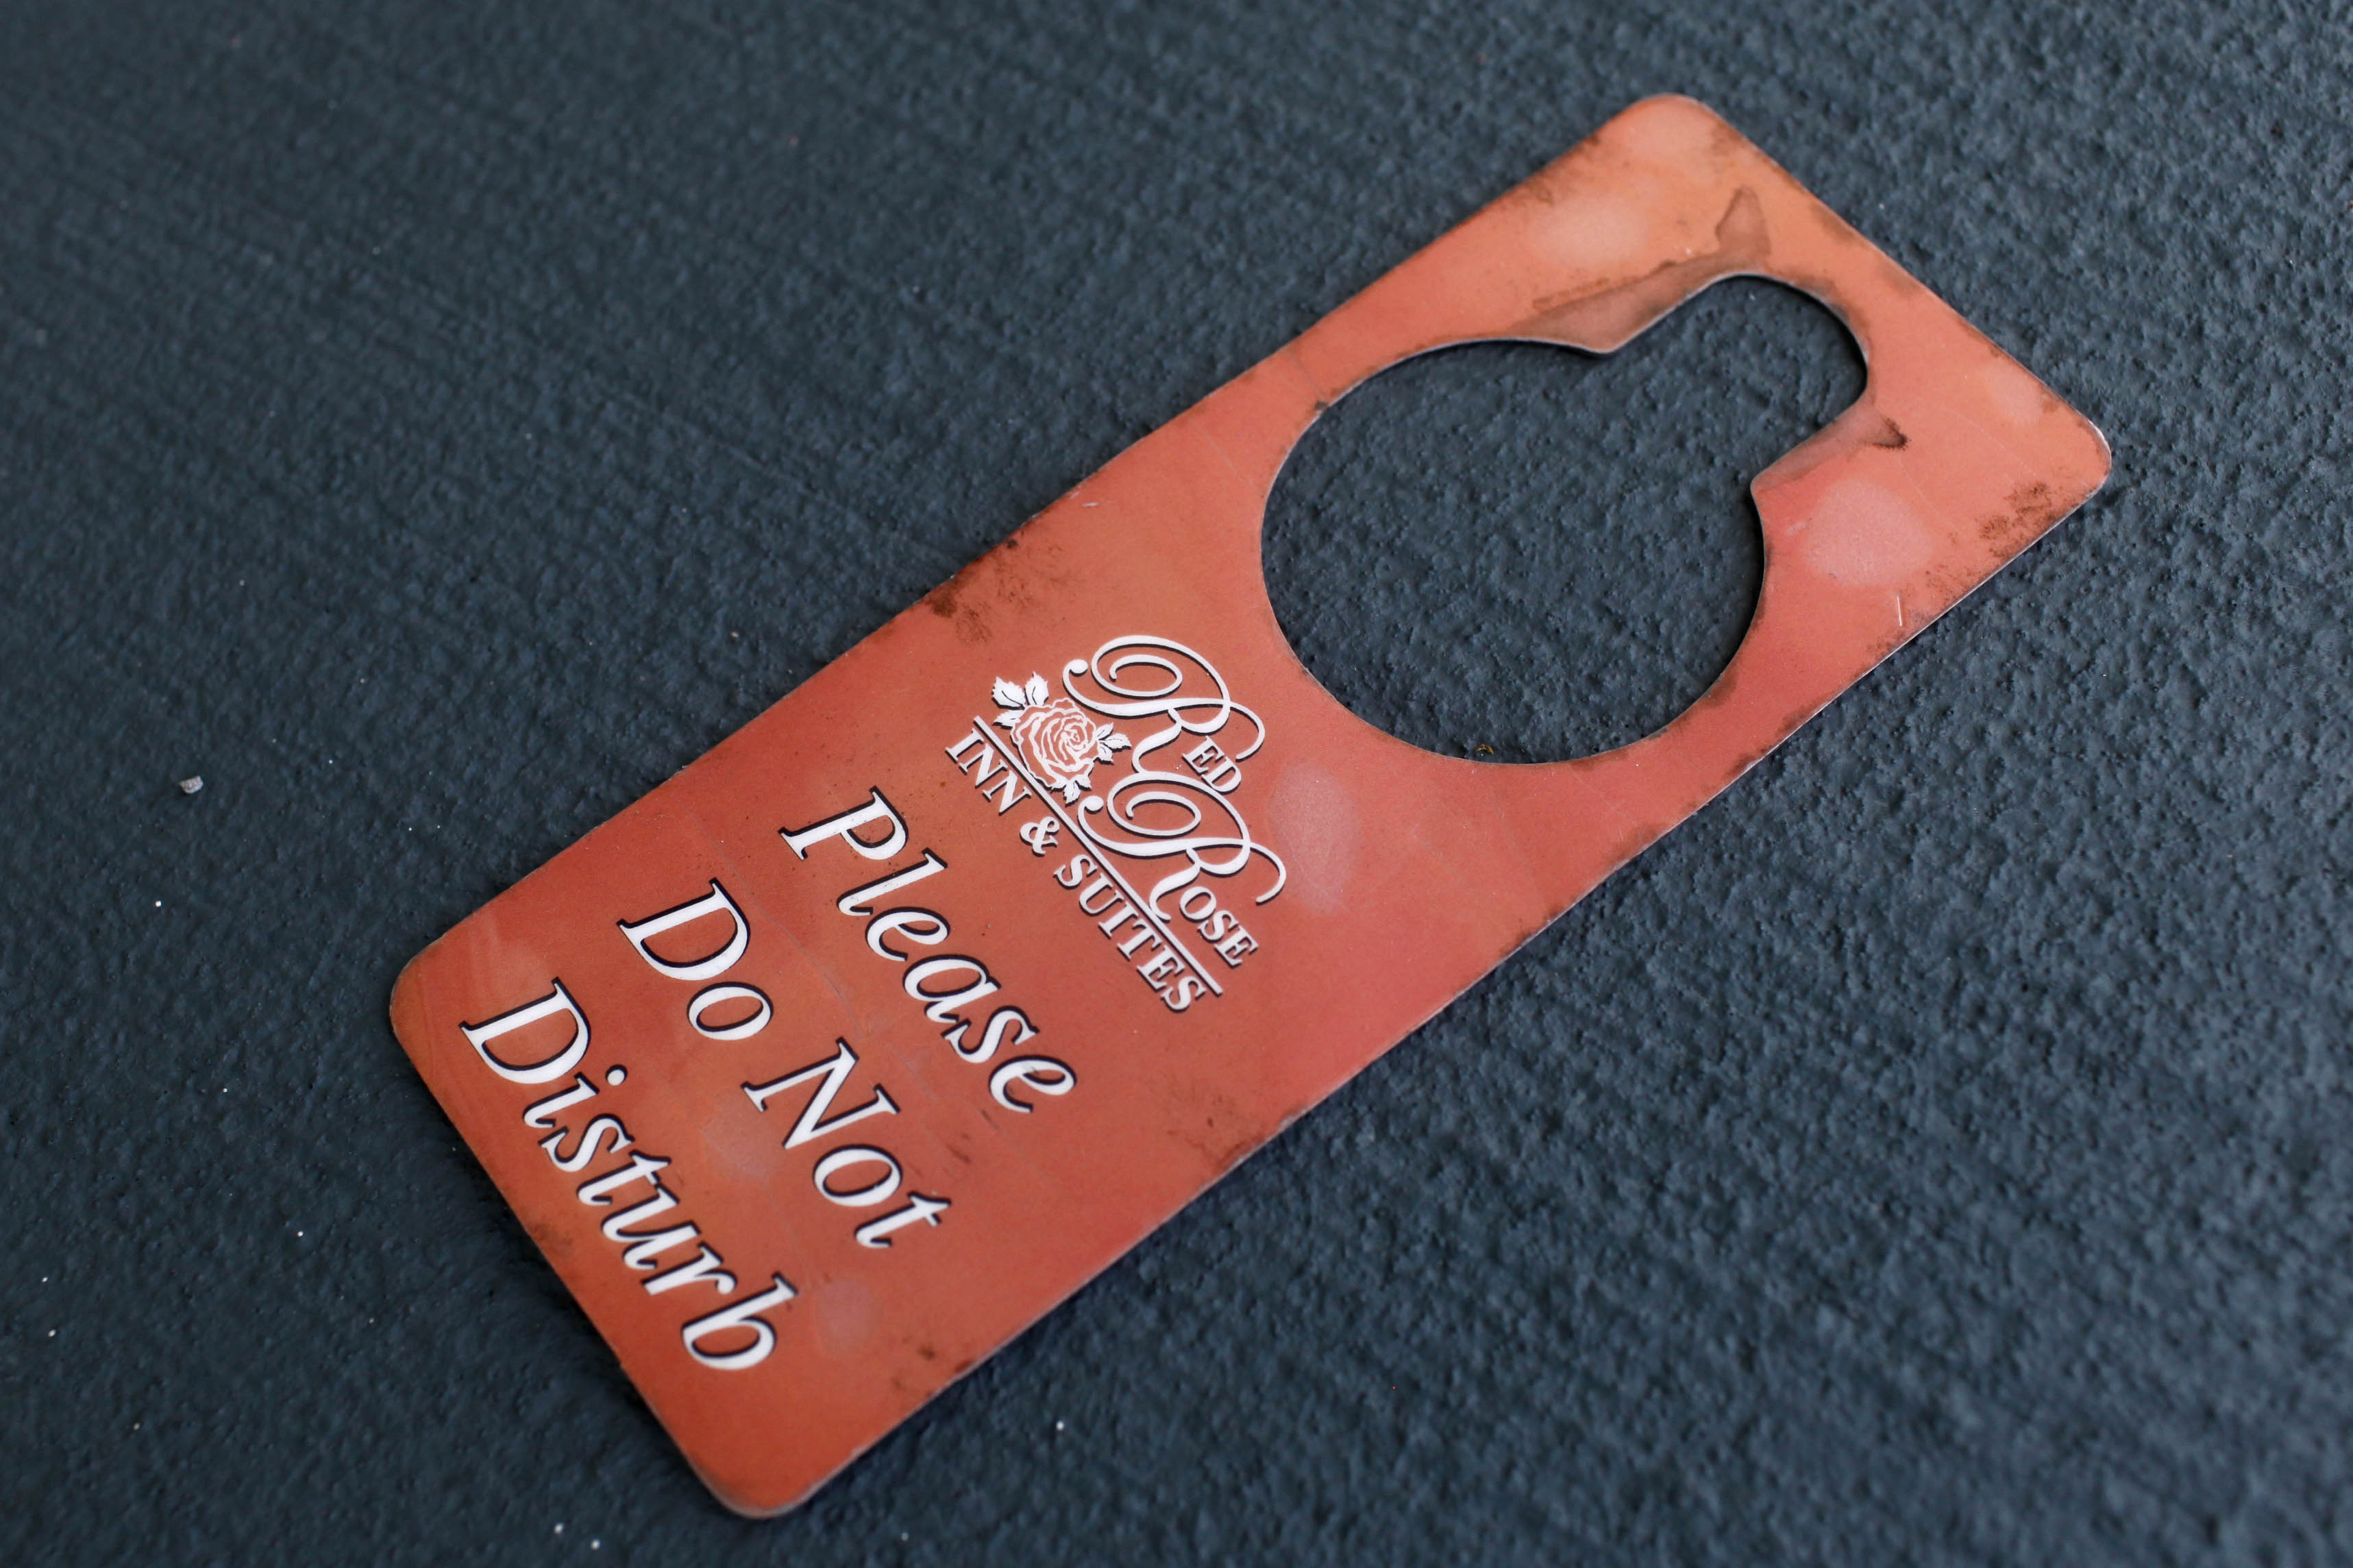 RED ROSE
INN & SUITES
Please
Do Not
Disturb